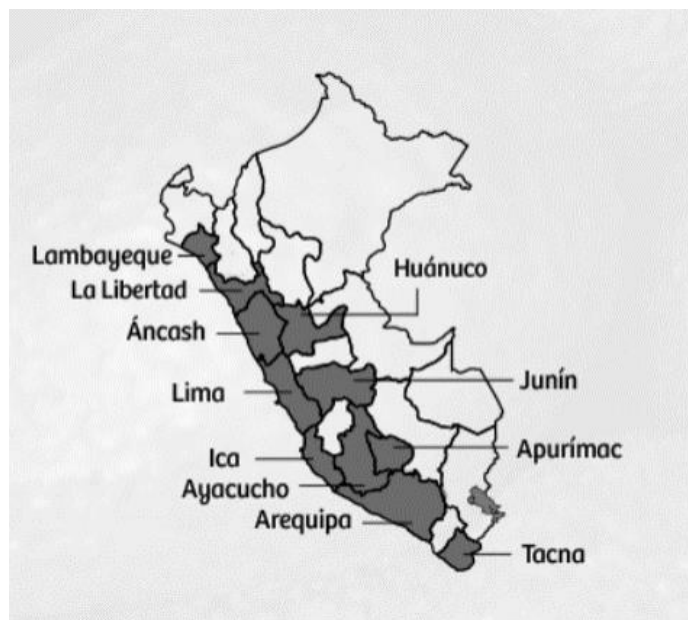 Lambayeque
Huánuco
La Libertad
Áncash
Junín
Lima
Apurímac
Ica
Ayacucho
Arequipa
Tacna